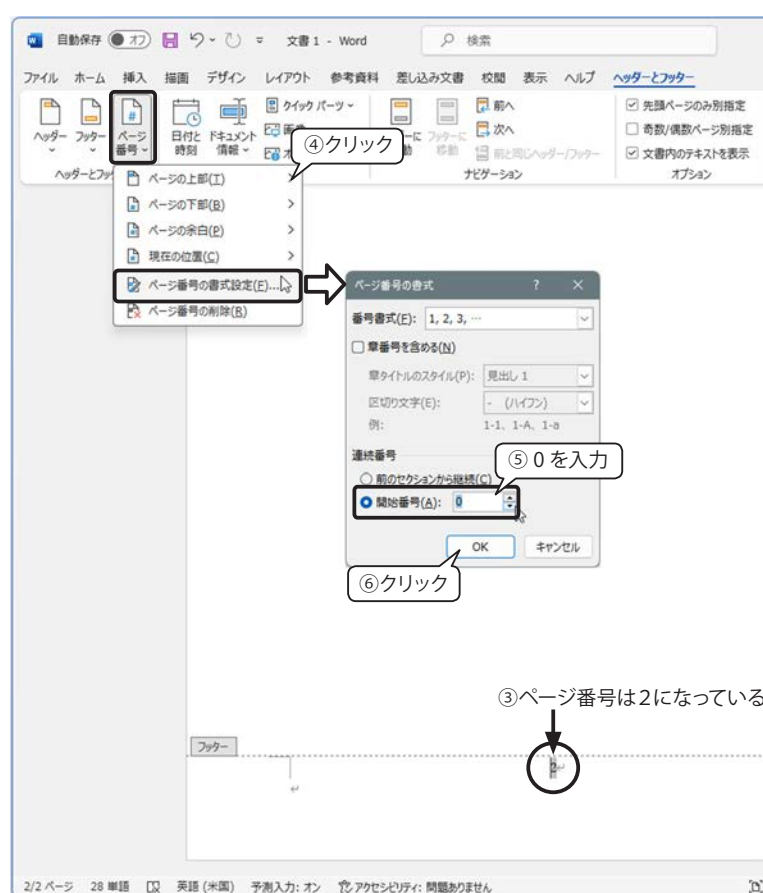 自動保存 オフ 文書 1 - Word 検索
ファイル ホーム 挿入 描画 デザイン レイアウト 参考資料 差し込み文書 校閲 表示 ヘルプ ヘッダーとフッター
ヘッダー フッター ページ番号 日付と時刻 ドキュメント情報 クイック パーツ
フッターに移動
前へ
次へ
前と同じヘッダー/フッター
ナビゲーション
先頭ページのみ別指定
奇数/偶数ページ別指定
文書内のテキストを表示
オプション
④クリック
ページの上部(T)
ページの下部(B)
ページの余白(P)
現在の位置(C)
ページ番号の書式設定(F)...
ページ番号の削除(R)
ページ番号の書式 ?
番号書式(F): 1, 2, 3, …
章番号を含める(N)
章タイトルのスタイル(P): 見出し 1
区切り文字(E): - (ハイフン)
例: 1-1、1-A、1-a
連続番号
前のセクションから継続(C)
⑤ 0 を入力
開始番号(A): 0
OK キャンセル
⑥クリック
③ページ番号は2になっている
フッター
2
2/2 ページ 28 単語 英語 (米国) 予測入力: オン アクセシビリティ: 問題ありません